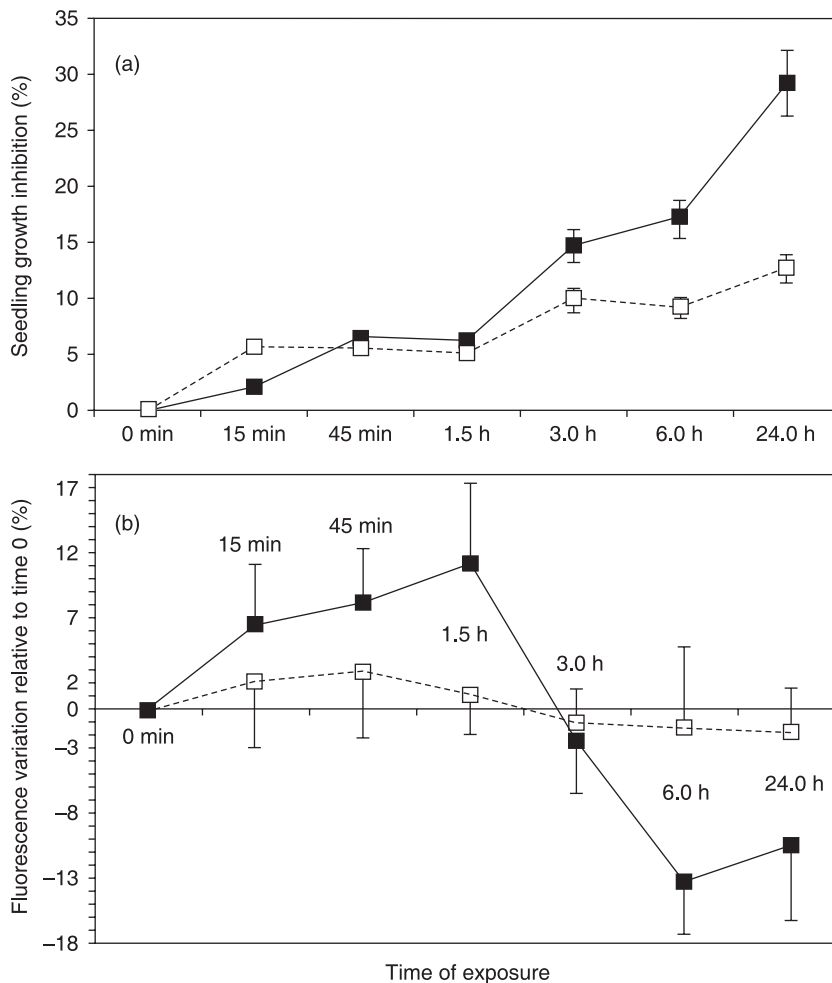 35
30
25
20
15
10
5
0
Seedling growth inhibition (%)
(a)
0 min 15 min 45 min 1.5 h 3.0 h 6.0 h 24.0 h
17
12
7
2
0
−3
−8
−13
−18
Fluorescence variation relative to time 0 (%)
(b)
0 min
15 min
45 min
1.5 h
3.0 h
6.0 h
24.0 h
Time of exposure